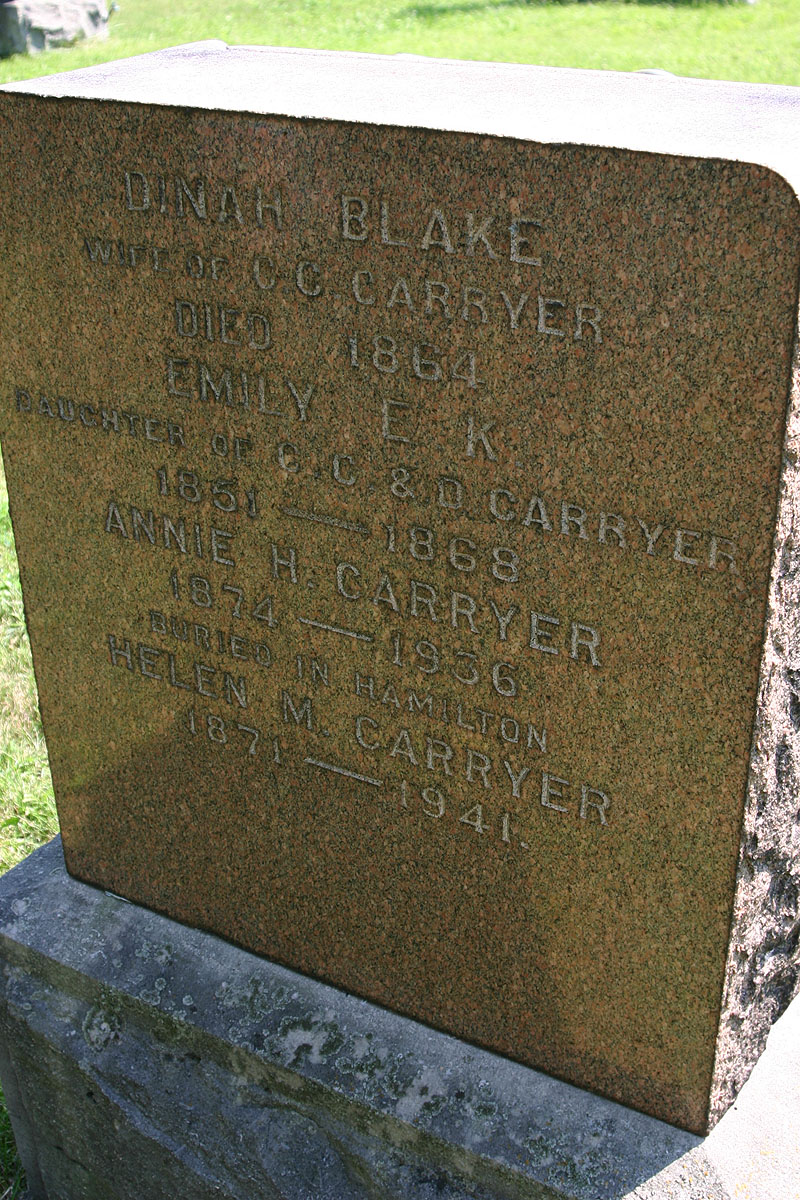 DINAH BLAKE
WIFE OF C.C. CARRYER
DIED 1864
EMILY E. K.
DAUGHTER OF C.C. & D. CARRYER
1851 — 1868
ANNIE H. CARRYER
1874 — 1936
BURIED IN HAMILTON
HELEN M. CARRYER
1871 — 1941.